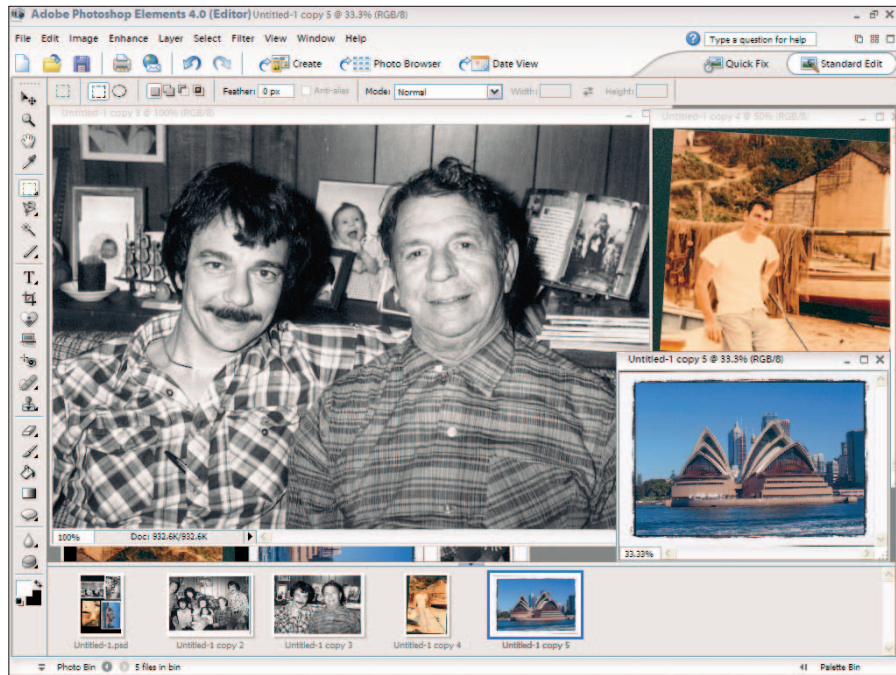 Adobe Photoshop Elements 4.0 (Editor) Untitled-1 copy 5 @ 33.3% (RGB/8)
File Edit Image Enhance Layer Select Filter View Window Help Type a question for help
Create Photo Browser Date View Quick Fix Standard Edit
Feather: 0 px Anti-alias Mode: Normal Width: Height:
Untitled-1 copy 3 @ 100% (RGB/8)
Untitled-1 copy 4 @ 50% (RGB/8)
Untitled-1 copy 5 @ 33.3% (RGB/8)
100% Doc: 932.6K/932.6K
33.33%
Untitled-1.psd Untitled-1 copy 2 Untitled-1 copy 3 Untitled-1 copy 4 Untitled-1 copy 5
Photo Bin 5 files in bin Palette Bin